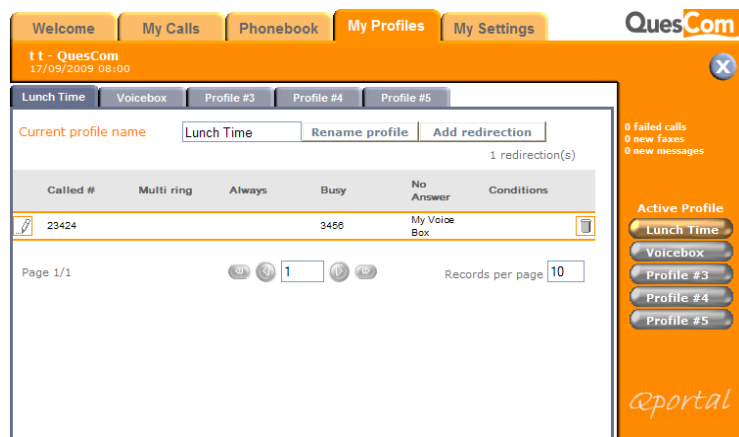 Welcome My Calls Phonebook My Profiles My Settings QuesCom
t t - QuesCom
17/09/2009 08:00
Lunch Time Voicebox Profile #3 Profile #4 Profile #5
Current profile name Lunch Time Rename profile Add redirection
1 redirection(s)
0 failed calls
0 new faxes
0 new messages
Called # Multi ring Always Busy No Answer Conditions
23424 3456 My Voice Box
Page 1/1 1 Records per page 10
Active Profile
Lunch Time
Voicebox
Profile #3
Profile #4
Profile #5
Qportal